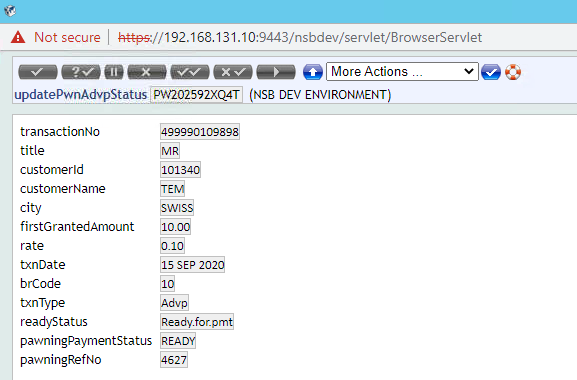 Not secure https://192.168.131.10:9443/nsbdev/servlet/BrowserServlet
More Actions ...
updatePwnAdvpStatus PW202592XQ4T (NSB DEV ENVIRONMENT)
transactionNo 499990109898
title MR
customerId 101340
customerName TEM
city SWISS
firstGrantedAmount 10.00
rate 0.10
txnDate 15 SEP 2020
brCode 10
txnType Advp
readyStatus Ready.for.pmt
pawningPaymentStatus READY
pawningRefNo 4627